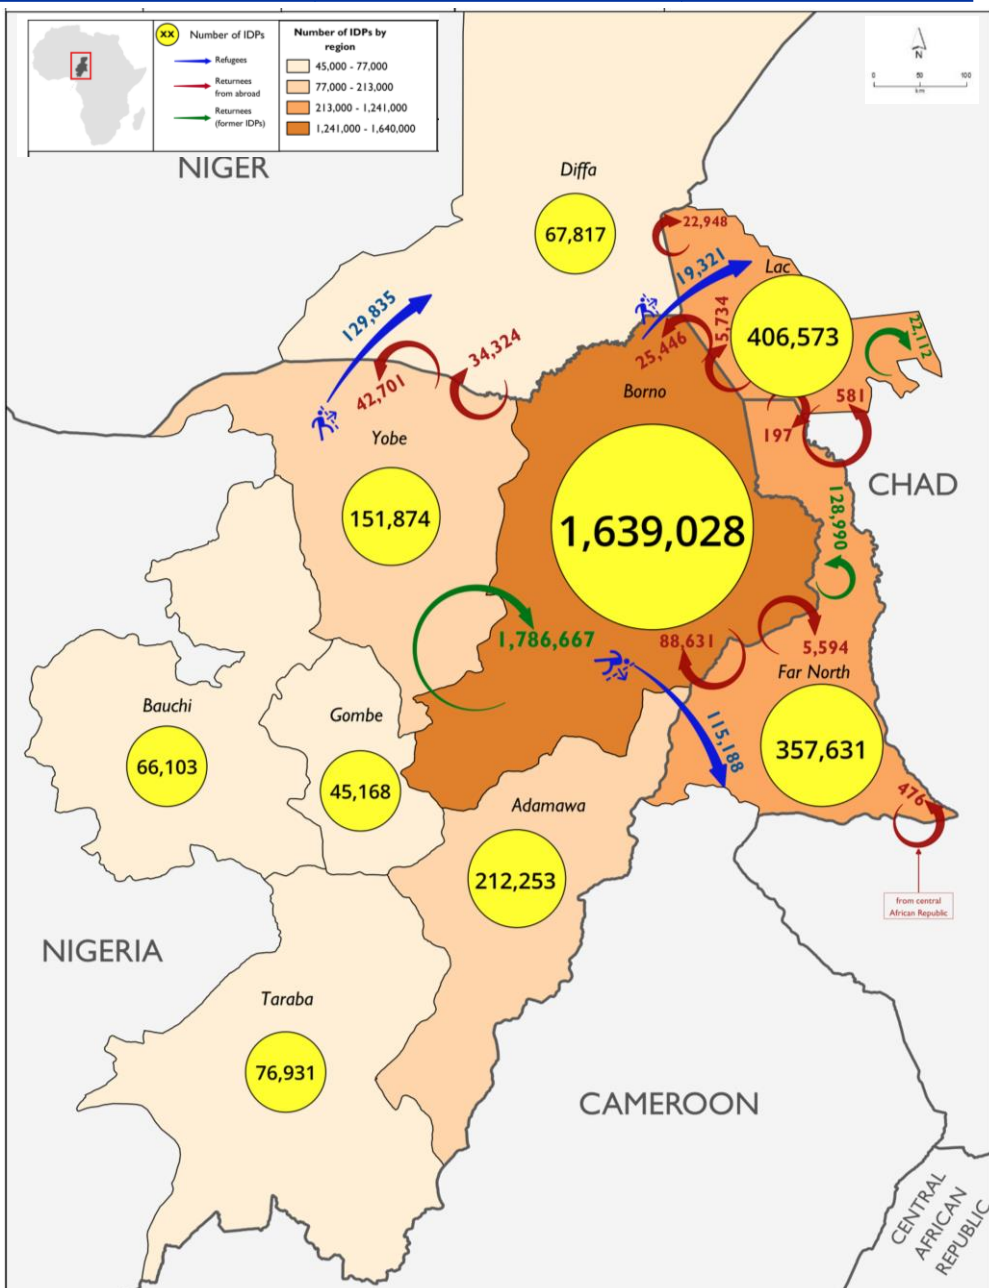 XX
Number of IDPs
Refugees
Returnees
from abroad
Returnees
(former IDPs)
Number of IDPs by
region
45,000 - 77,000
77,000 - 213,000
213,000 - 1,241,000
1,241,000 - 1,640,000
N
0
50
100
km
NIGER
Diffa
67,817
22,948
19,321
Lac
406,573
5,734
25,446
22,112
129,835
34,324
42,701
Borno
581
197
Yobe
CHAD
151,874
1,639,028
128,990
1,786,667
88,631
5,594
Far North
Bauchi
Gombe
115,188
66,103
45,168
357,631
476
Adamawa
212,253
from central
African Republic
NIGERIA
Taraba
76,931
CAMEROON
CENTRAL
AFRICAN
REPUBLIC